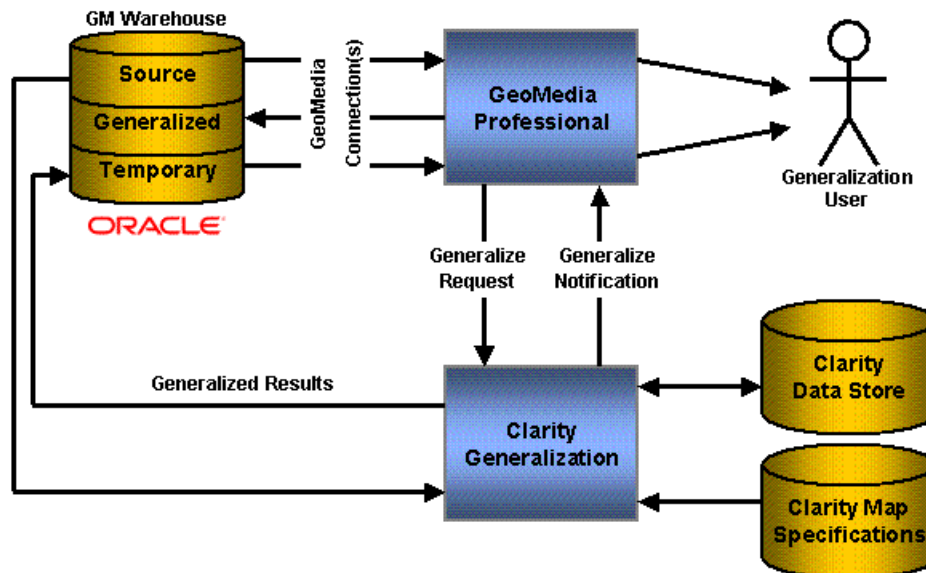 GM Warehouse
Source
Generalized
Temporary
ORACLE
GeoMedia
Connection(s)
GeoMedia
Professional
Generalization
User
Generalize
Request
Generalize
Notification
Generalized Results
Clarity
Generalization
Clarity
Data Store
Clarity Map
Specifications